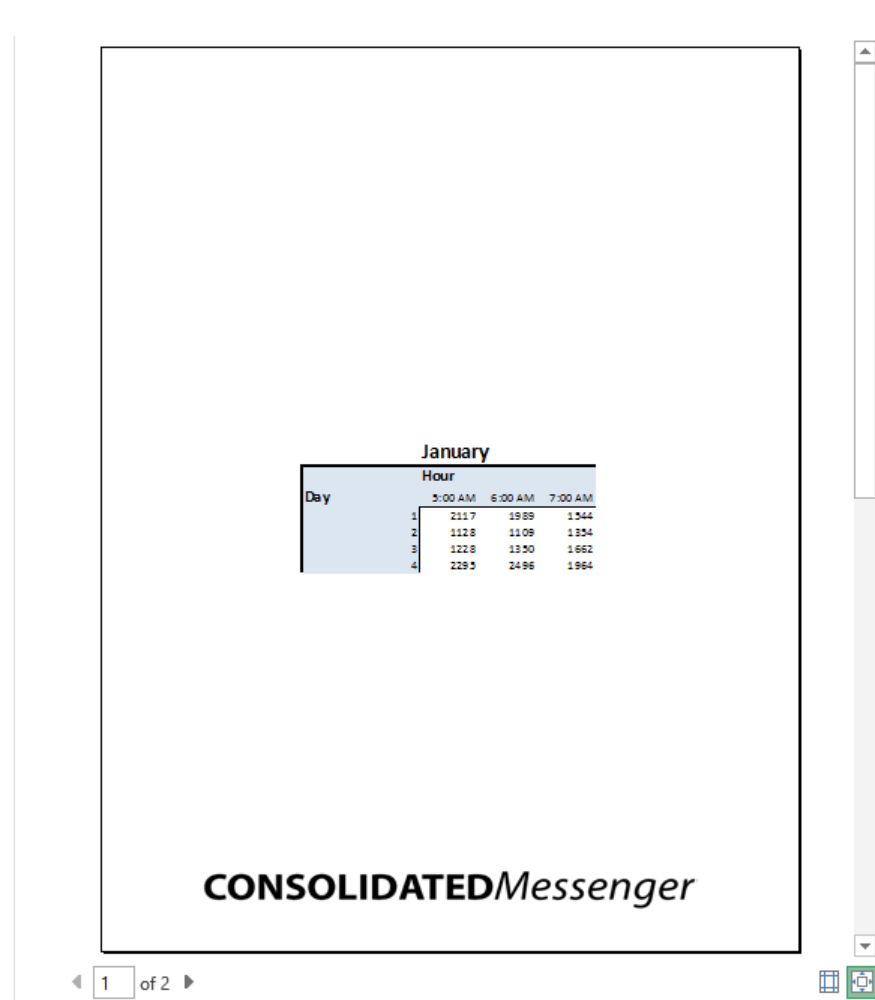 January
Hour
Day 5:00 AM 6:00 AM 7:00 AM
1 2117 1989 1544
2 1128 1109 1354
3 1228 1350 1662
4 2295 2496 1964
CONSOLIDATEDMessenger
1 of 2